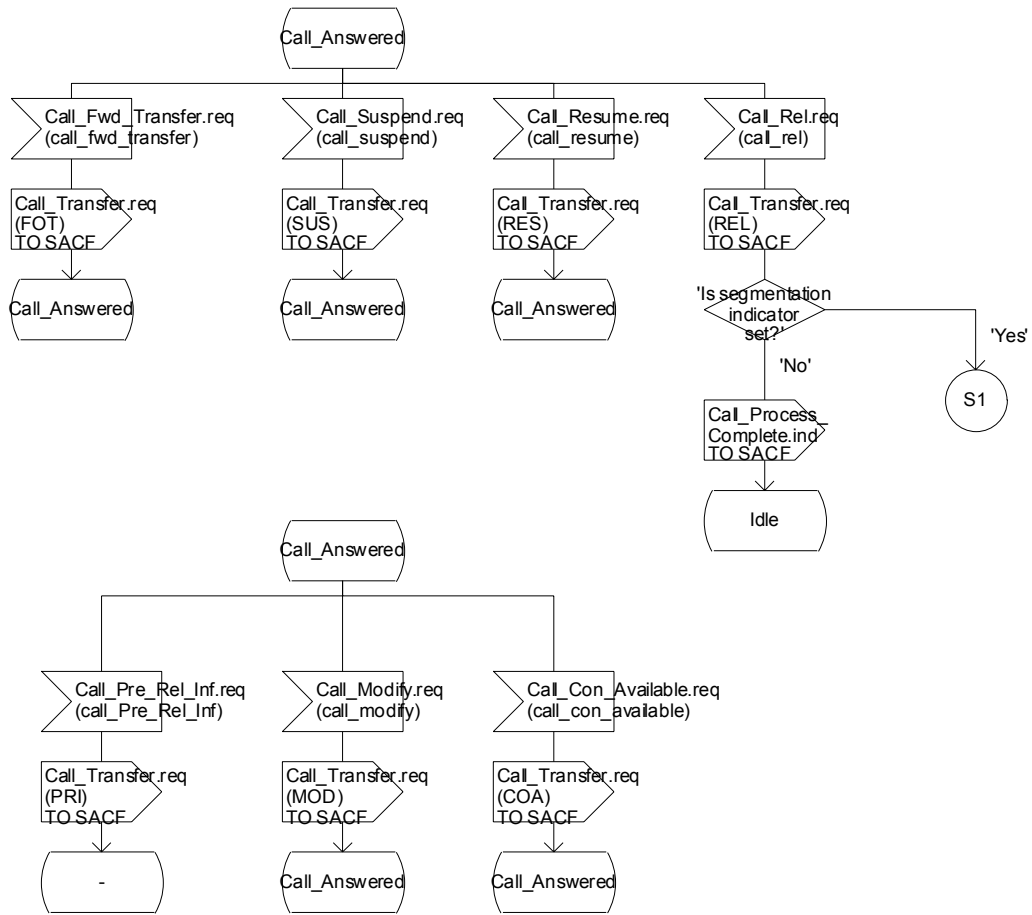 Call_Answered
Call_Fwd_Transfer.req
(call_fwd_transfer)
Call_Suspend.req
(call_suspend)
Call_Resume.req
(call_resume)
Call_Rel.req
(call_rel)
Call_Transfer.req
(FOT)
TO SACF
Call_Transfer.req
(SUS)
TO SACF
Call_Transfer.req
(RES)
TO SACF
Call_Transfer.req
(REL)
TO SACF
Call_Answered
Call_Answered
Call_Answered
'Is segmentation
indicator
set?'
'Yes'
'No'
S1
Call_Process_
Complete.ind
TO SACF
Idle
Call_Answered
Call_Pre_Rel_Inf.req
(call_Pre_Rel_Inf)
Call_Modify.req
(call_modify)
Call_Con_Available.req
(call_con_available)
Call_Transfer.req
(PRI)
TO SACF
Call_Transfer.req
(MOD)
TO SACF
Call_Transfer.req
(COA)
TO SACF
-
Call_Answered
Call_Answered